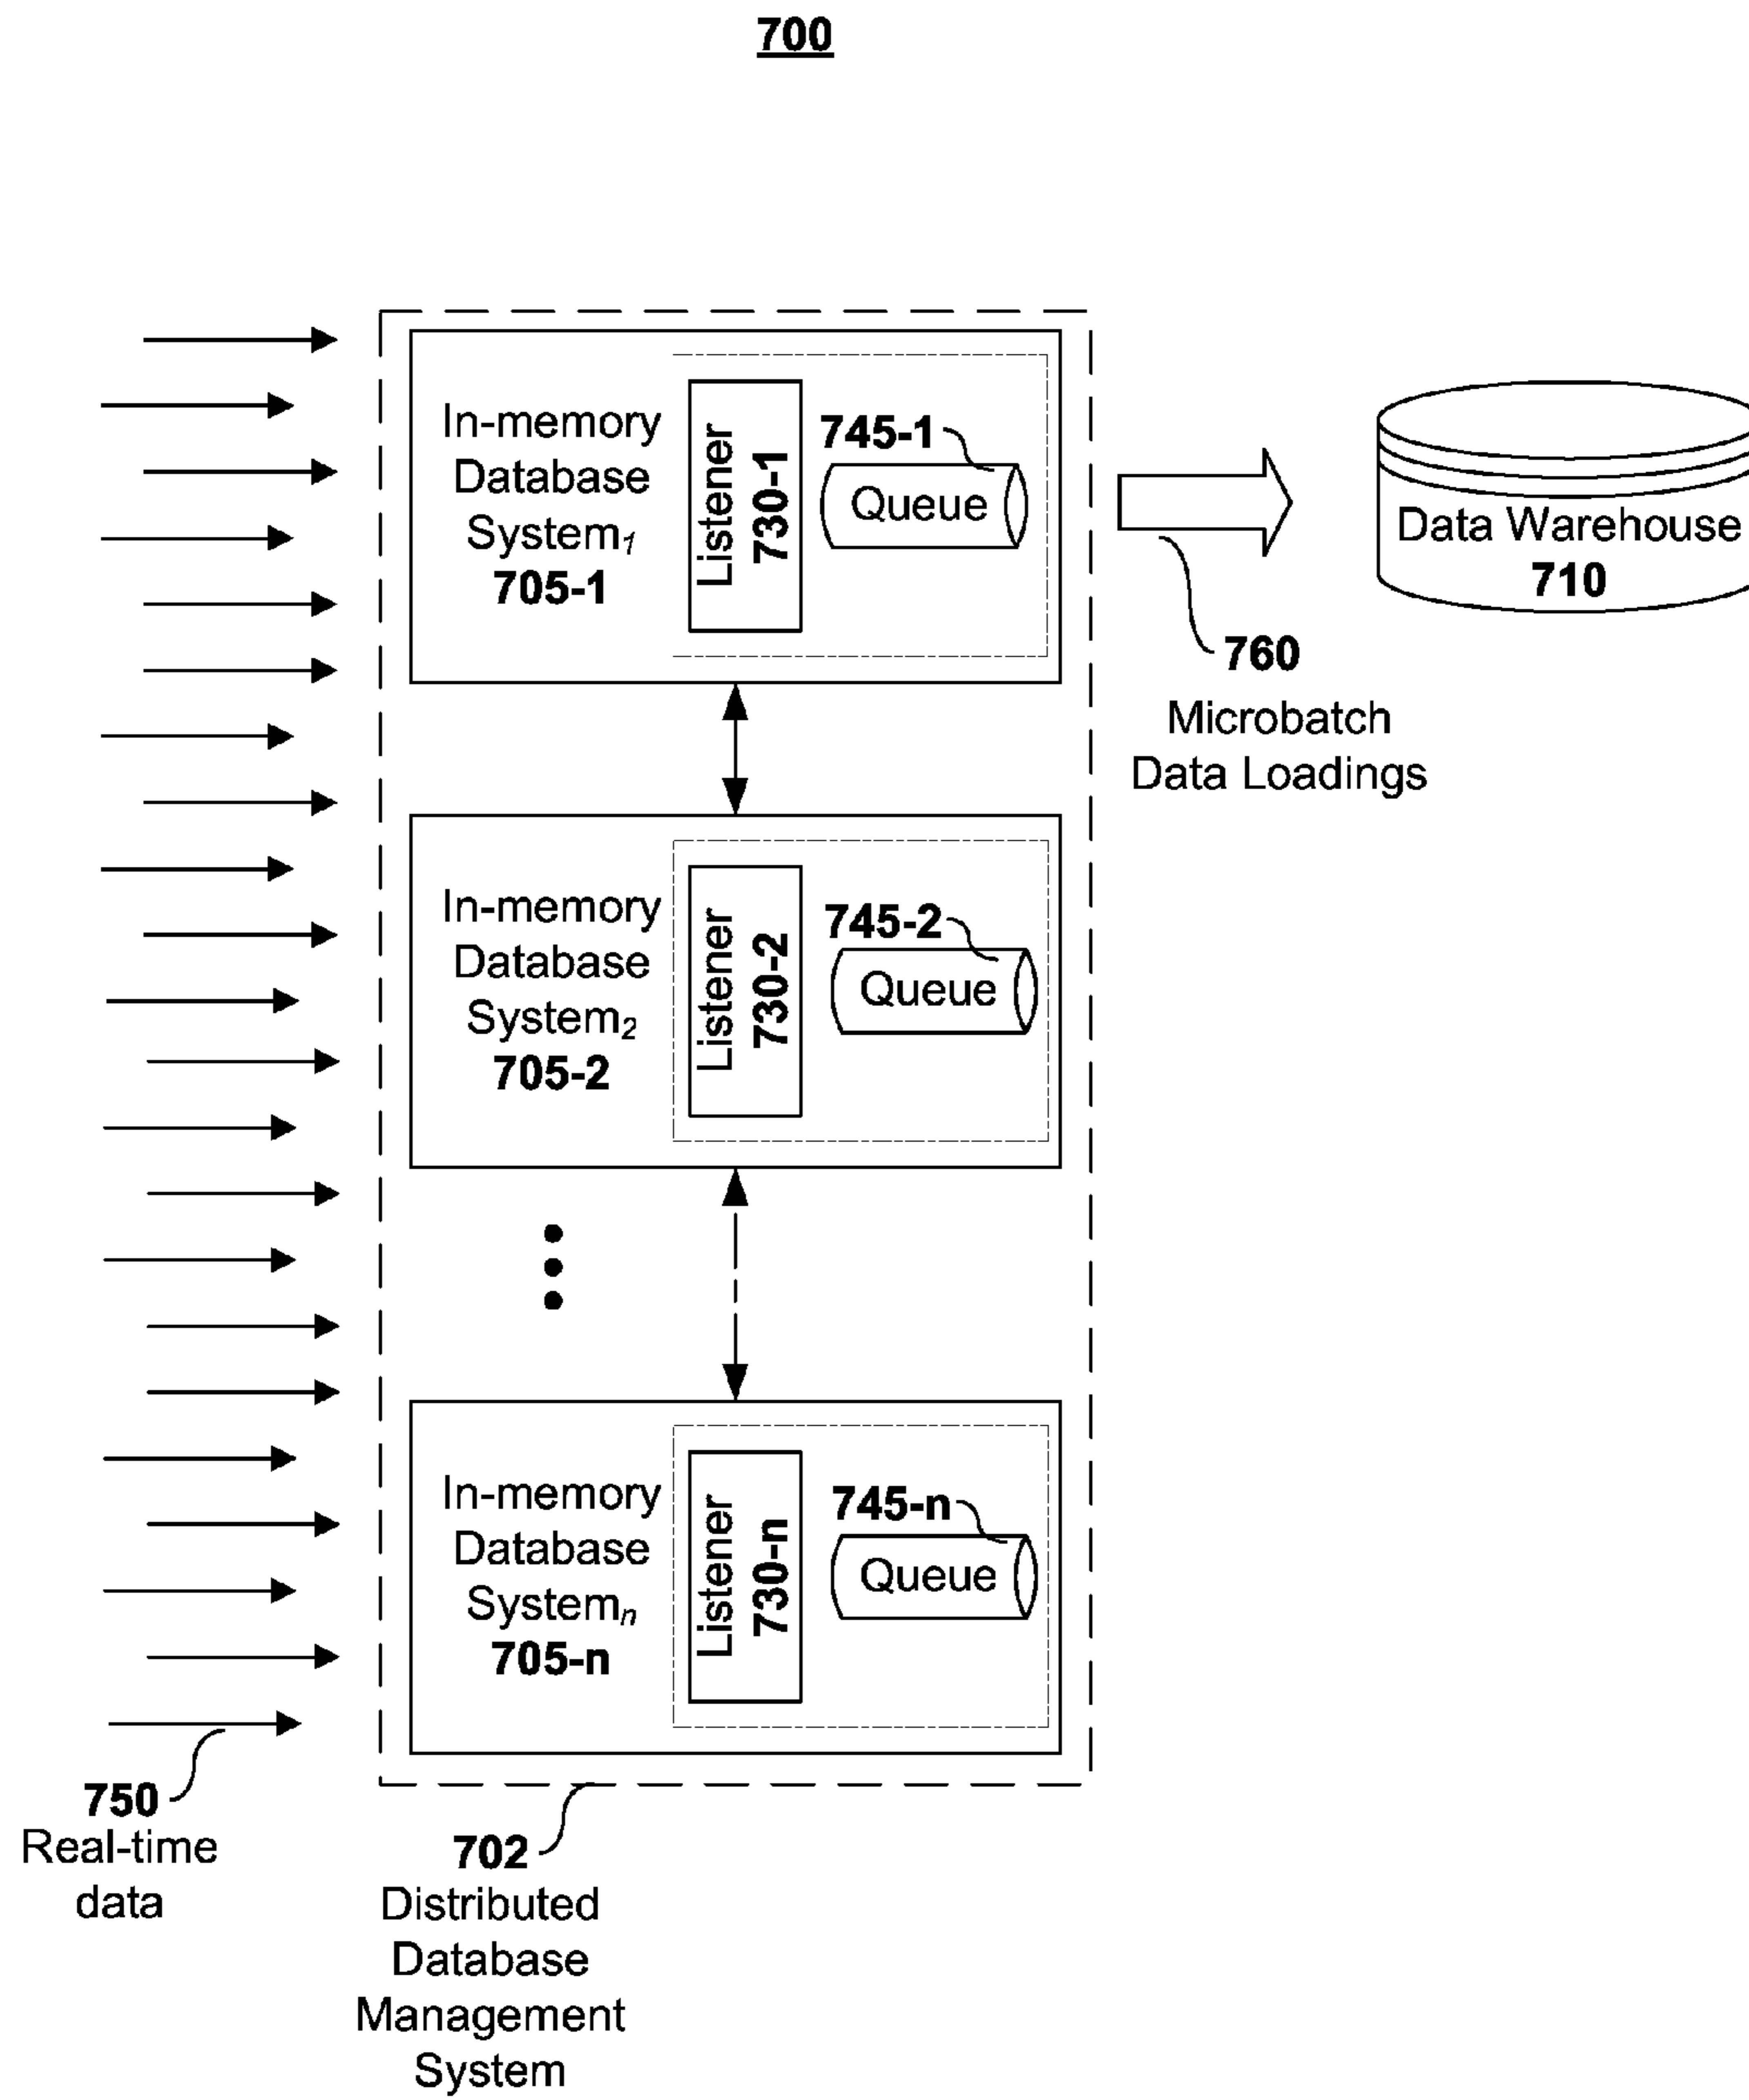 700
In-memory
Database
System1
705-1
Listener
730-1
745-1
Queue
Data Warehouse
710
760
Microbatch
Data Loadings
In-memory
Database
System2
705-2
Listener
730-2
745-2
Queue
In-memory
Database
Systemn
705-n
Listener
730-n
745-n
Queue
750
Real-time
data
702
Distributed
Database
Management
System